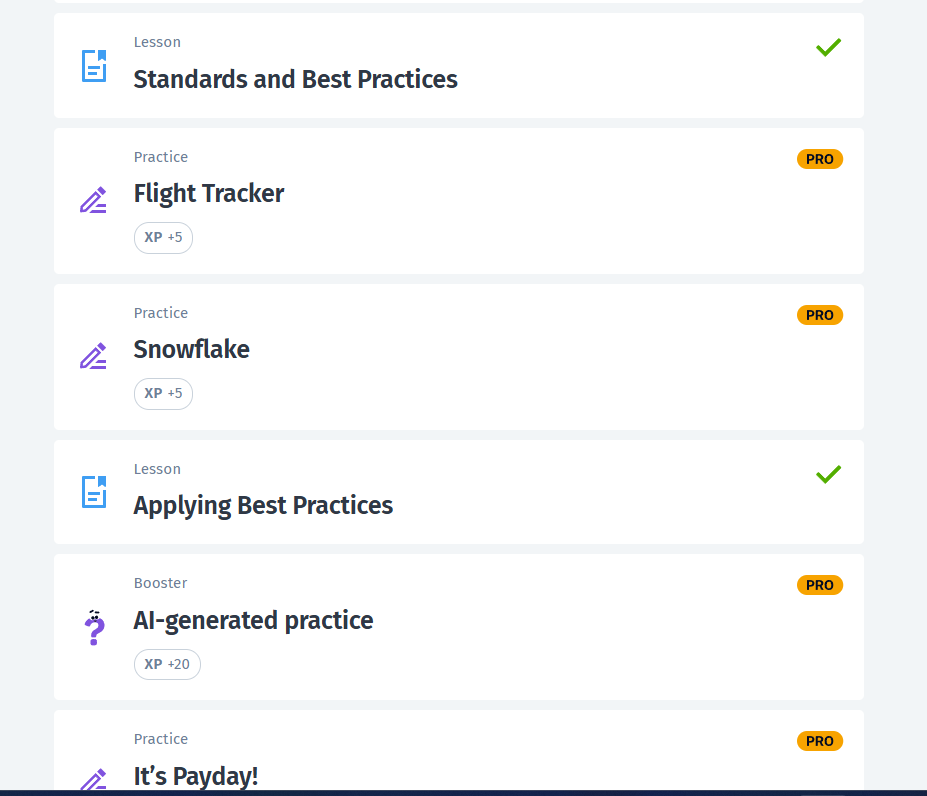 Lesson
Standards and Best Practices
Practice
PRO
Flight Tracker
XP +5
Practice
PRO
Snowflake
XP +5
Lesson
Applying Best Practices
Booster
PRO
AI-generated practice
XP +20
Practice
PRO
It’s Payday!